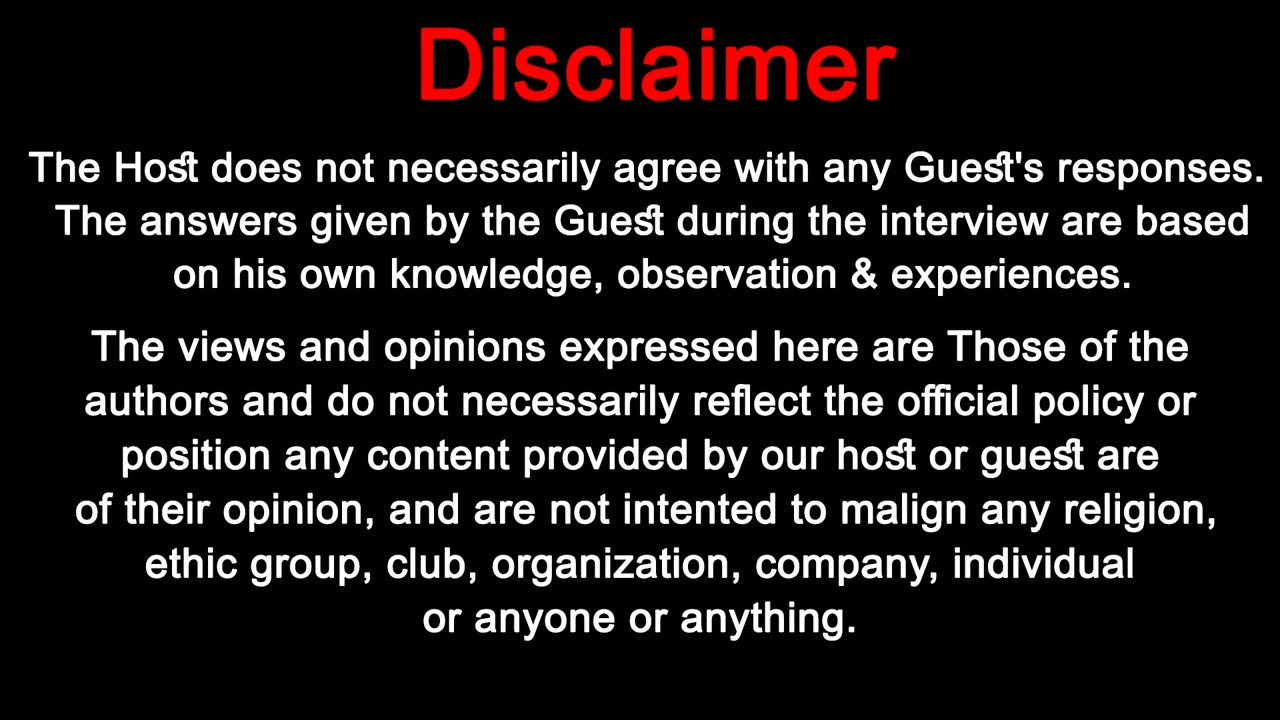 Disclaimer
The Host does not necessarily agree with any Guest's responses.
The answers given by the Guest during the interview are based
on his own knowledge, observation & experiences.
The views and opinions expressed here are Those of the
authors and do not necessarily reflect the official policy or
position any content provided by our host or guest are
of their opinion, and are not intented to malign any religion,
ethic group, club, organization, company, individual
or anyone or anything.